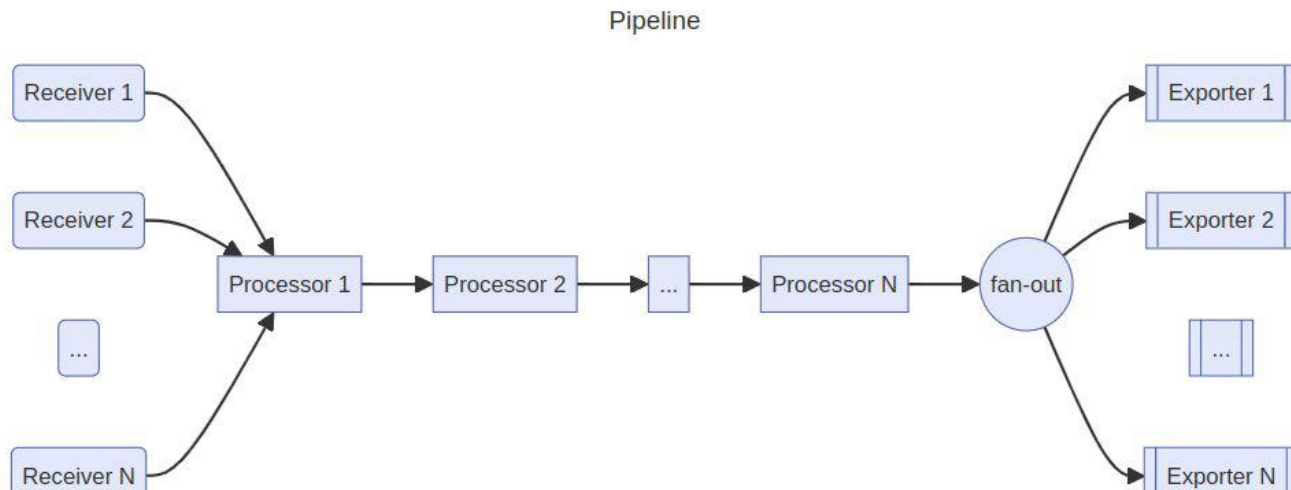 Pipeline
Receiver 1
Receiver 2
...
Receiver N
Processor 1
Processor 2
...
Processor N
fan-out
Exporter 1
Exporter 2
...
Exporter N